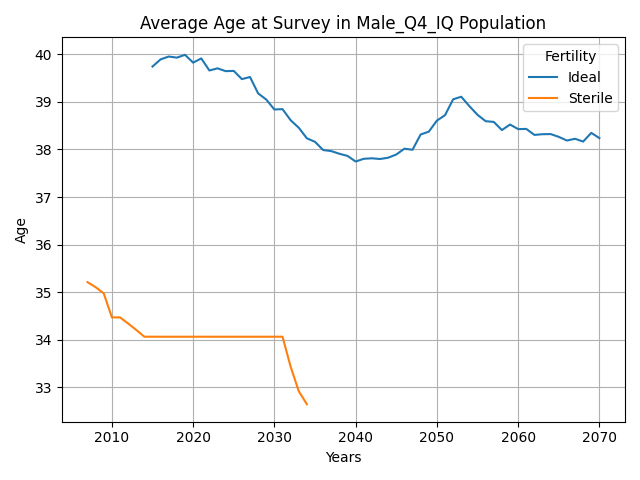 Average Age at Survey in Male_Q4_IQ Population
Fertility
Ideal
Sterile
Age
40
39
38
37
36
35
34
33
2010 2020 2030 2040 2050 2060 2070
Years